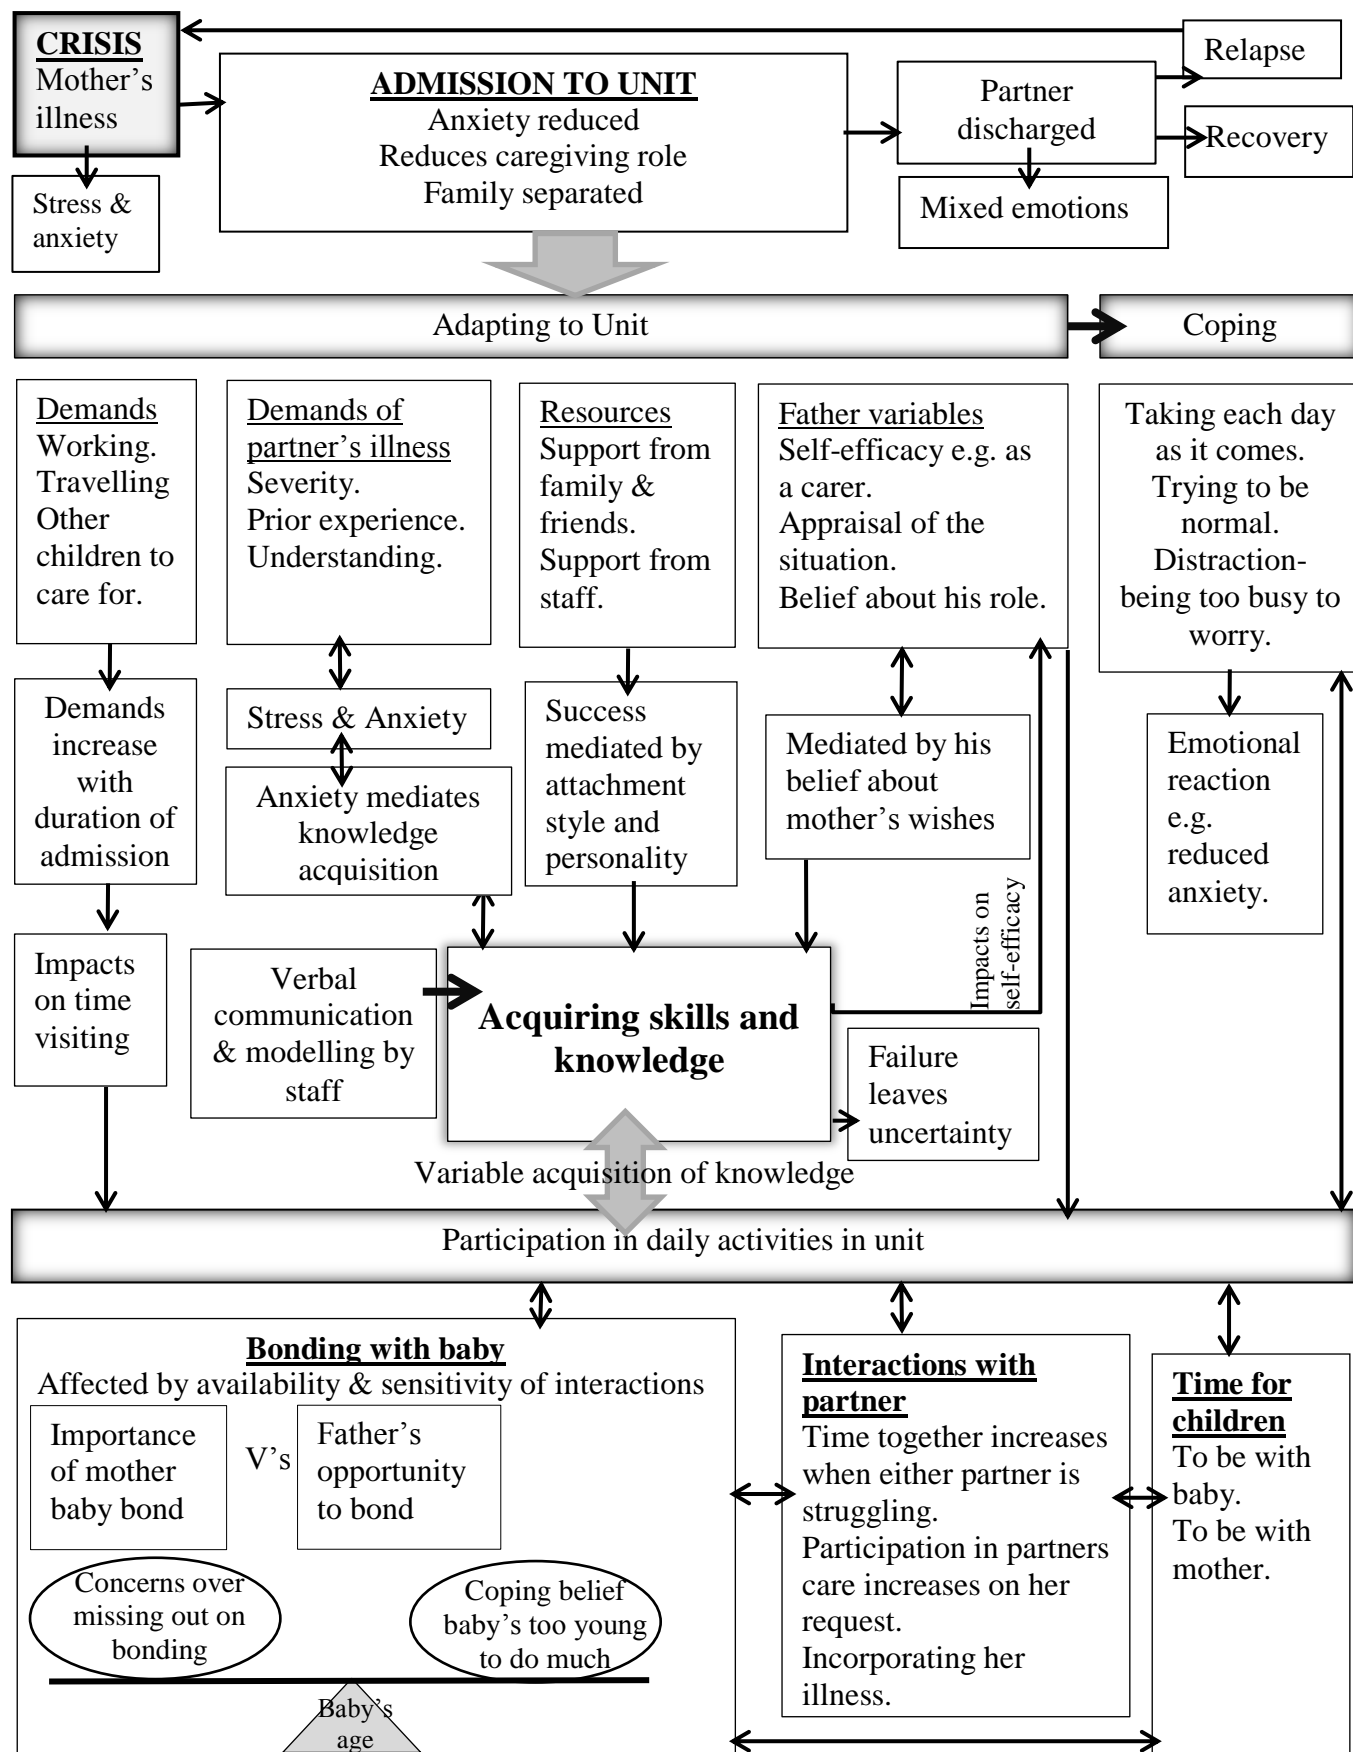 CRISIS
Mother’s
illness
ADMISSION TO UNIT
Anxiety reduced
Reduces caregiving role
Family separated
Partner
discharged
Relapse
Recovery
Stress &
anxiety
Mixed emotions
Adapting to Unit
Coping
Demands
Working.
Travelling
Other
children to
care for.
Demands of
partner’s illness
Severity.
Prior experience.
Understanding.
Resources
Support from
family &
friends.
Support from
staff.
Father variables
Self-efficacy e.g. as
a carer.
Appraisal of the
situation.
Belief about his role.
Taking each day
as it comes.
Trying to be
normal.
Distraction-
being too busy to
worry.
Demands
increase
with
duration of
admission
Stress & Anxiety
Anxiety mediates
knowledge
acquisition
Success
mediated by
attachment
style and
personality
Mediated by his
belief about
mother’s wishes
Emotional
reaction
e.g.
reduced
anxiety.
Impacts
on time
visiting
Verbal
communication
& modelling by
staff
Acquiring skills and
knowledge
Impacts on
self-efficacy
Failure
leaves
uncertainty
Variable acquisition of knowledge
Participation in daily activities in unit
Bonding with baby
Affected by availability & sensitivity of interactions
Importance
of mother
baby bond
V’s
Father’s
opportunity
to bond
Concerns over
missing out on
bonding
Coping belief
baby’s too young
to do much
Baby’s
age
Interactions with
partner
Time together increases
when either partner is
struggling.
Participation in partners
care increases on her
request.
Incorporating her
illness.
Time for
children
To be with
baby.
To be with
mother.